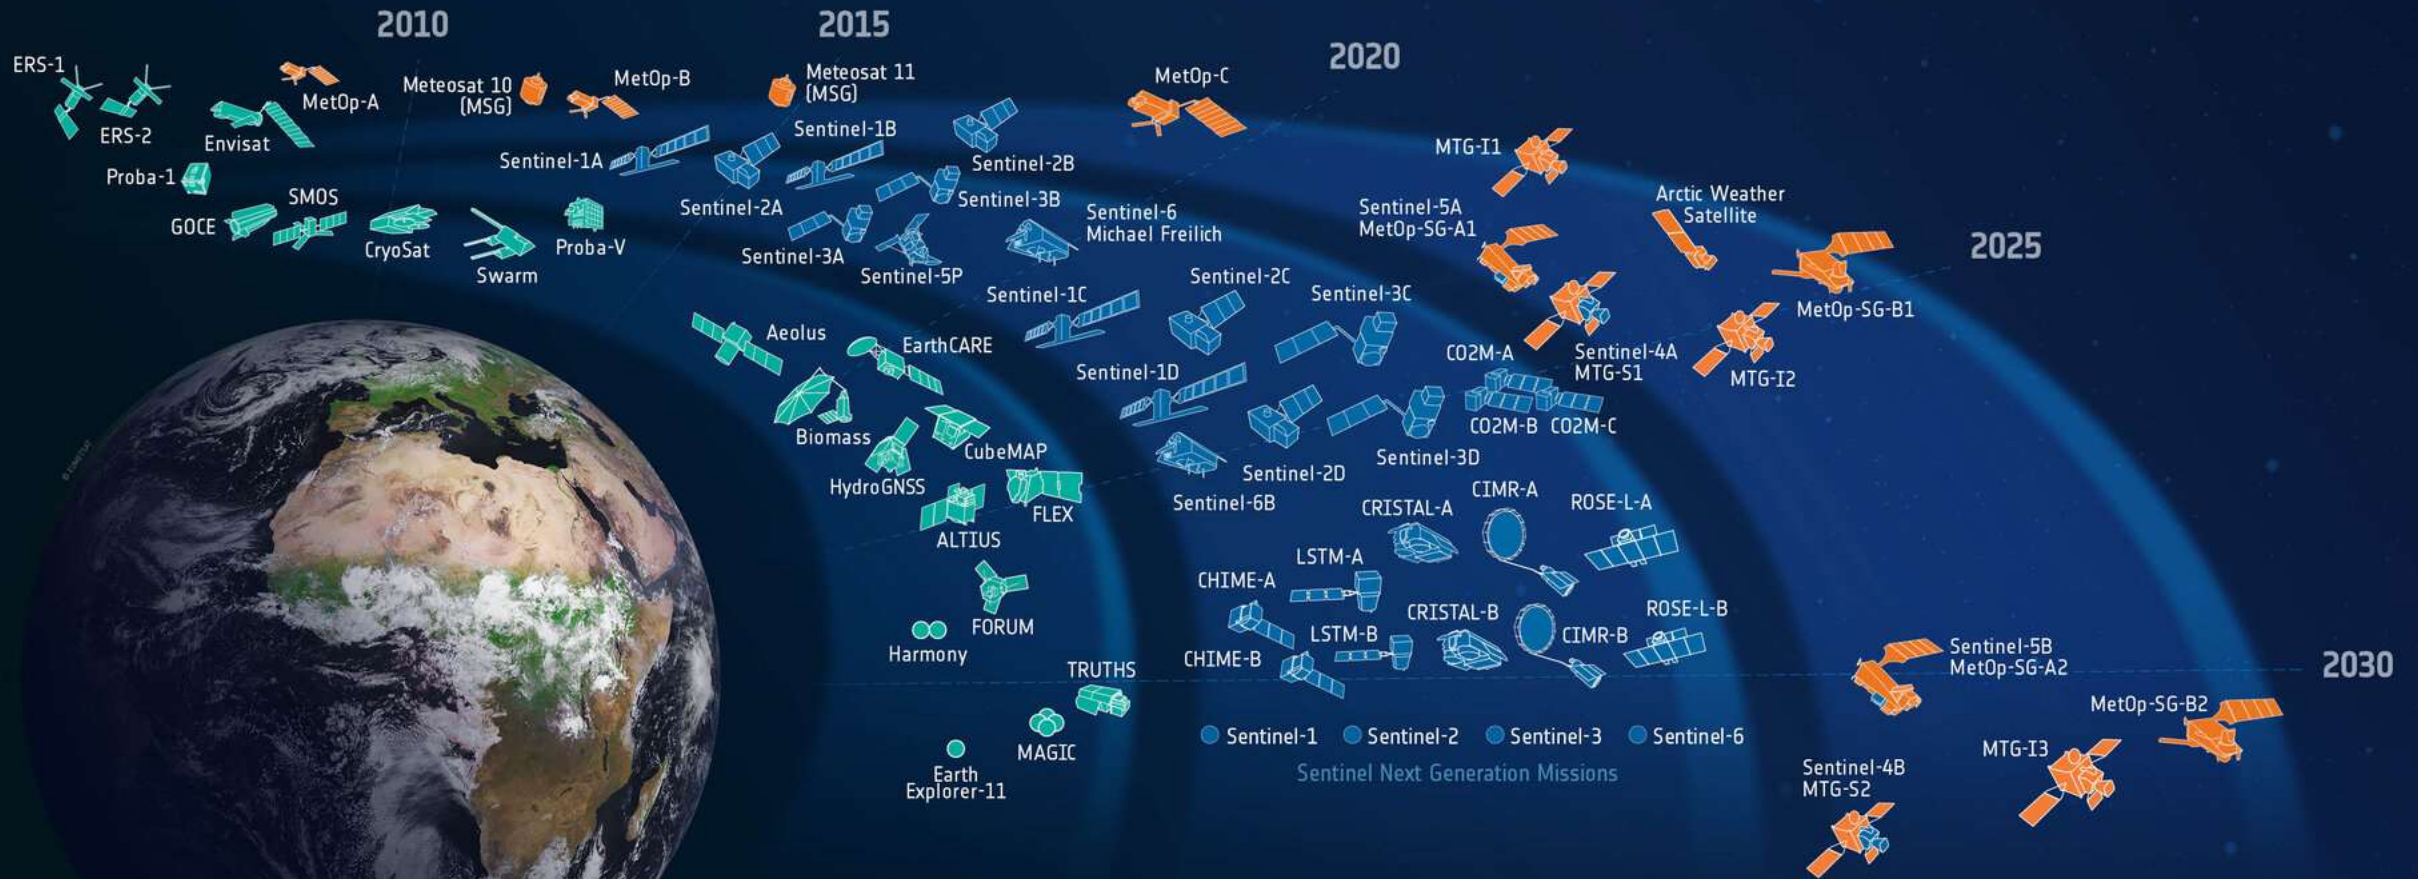 2010
2015
2020
2025
2030
ERS-1
ERS-2
MetOp-A
Envisat
Proba-1
GOCE
SMOS
CryoSat
Swarm
Proba-V
Meteosat 10
(MSG)
MetOp-B
Meteosat 11
(MSG)
MetOp-C
Sentinel-1A
Sentinel-1B
Sentinel-2A
Sentinel-2B
Sentinel-3A
Sentinel-3B
Sentinel-5P
Sentinel-6
Michael Freilich
Sentinel-1C
Sentinel-2C
Sentinel-3C
Sentinel-1D
Sentinel-2D
Sentinel-3D
Sentinel-6B
MTG-I1
Sentinel-5A
MetOp-SG-A1
Arctic Weather
Satellite
MetOp-SG-B1
Sentinel-4A
MTG-S1
MTG-I2
CO2M-A
CO2M-B
CO2M-C
Aeolus
EarthCARE
Biomass
CubeMAP
HydroGNSS
FLEX
ALTIUS
FORUM
Harmony
TRUTHS
MAGIC
Earth
Explorer-11
CRISTAL-A
CIMR-A
ROSE-L-A
LSTM-A
CHIME-A
CRISTAL-B
CIMR-B
ROSE-L-B
LSTM-B
CHIME-B
Sentinel-1
Sentinel-2
Sentinel-3
Sentinel-6
Sentinel Next Generation Missions
Sentinel-5B
MetOp-SG-A2
MetOp-SG-B2
MTG-I3
Sentinel-4B
MTG-S2